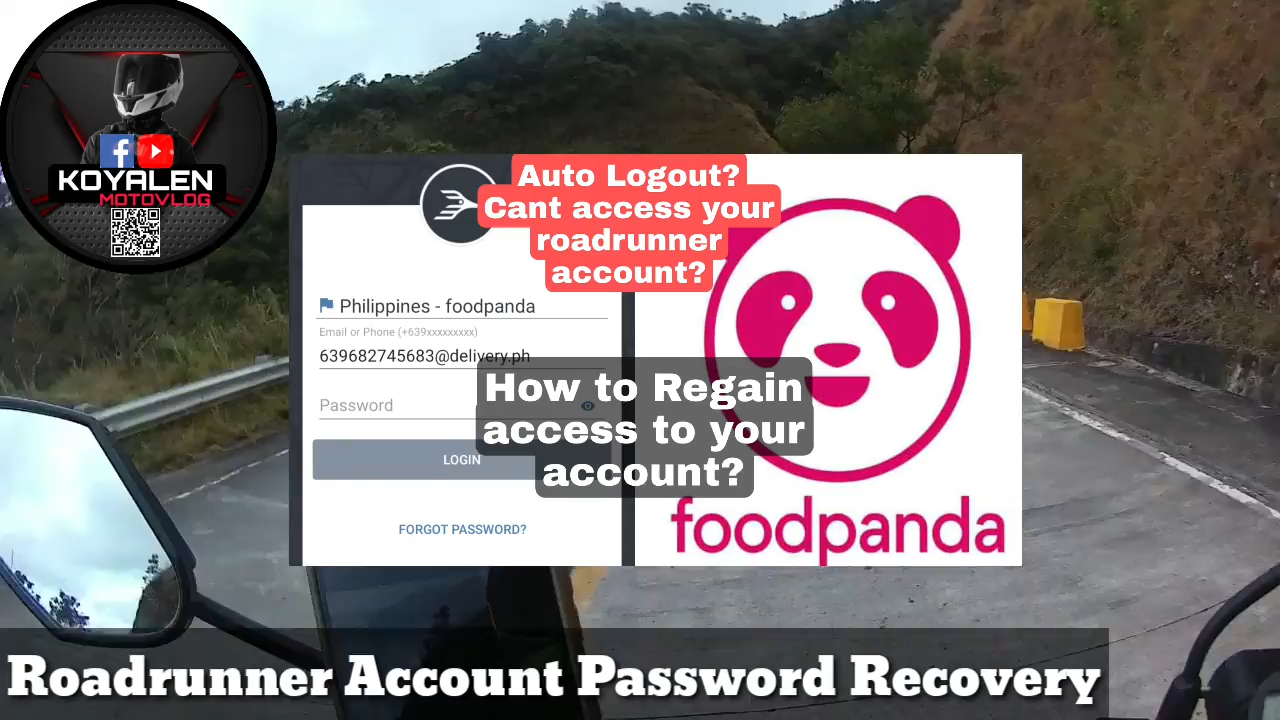 KOYALEN
MOTOVLOG
Auto Logout?
Cant access your
roadrunner
account?
Philippines - foodpanda
Email or Phone (+639xxxxxxxxx)
639682745683@delivery.ph
Password
LOGIN
FORGOT PASSWORD?
How to Regain
access to your
account?
foodpanda
Roadrunner Account Password Recovery